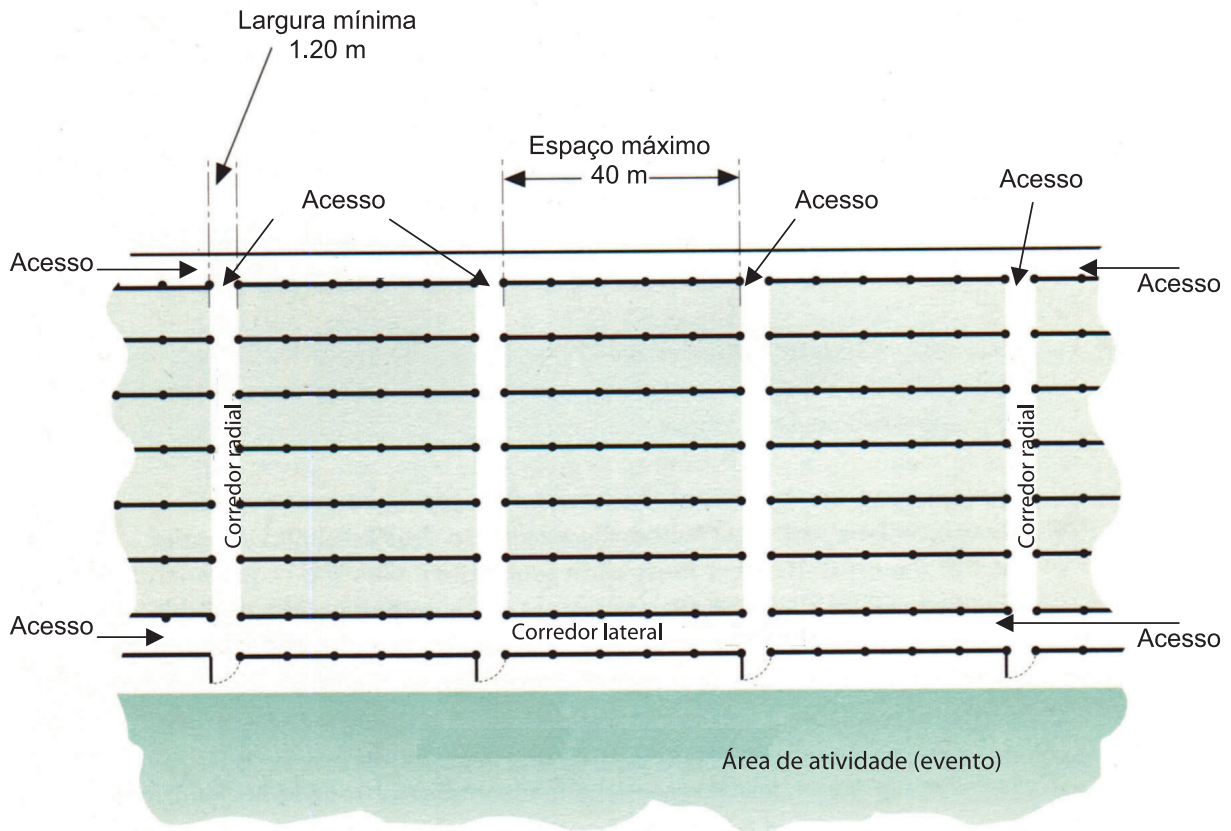 Largura mínima
1.20 m
Espaço máximo
40 m
Acesso
Acesso
Acesso
Acesso
Acesso
Corredor radial
Corredor radial
Acesso
Corredor lateral
Acesso
Área de atividade (evento)